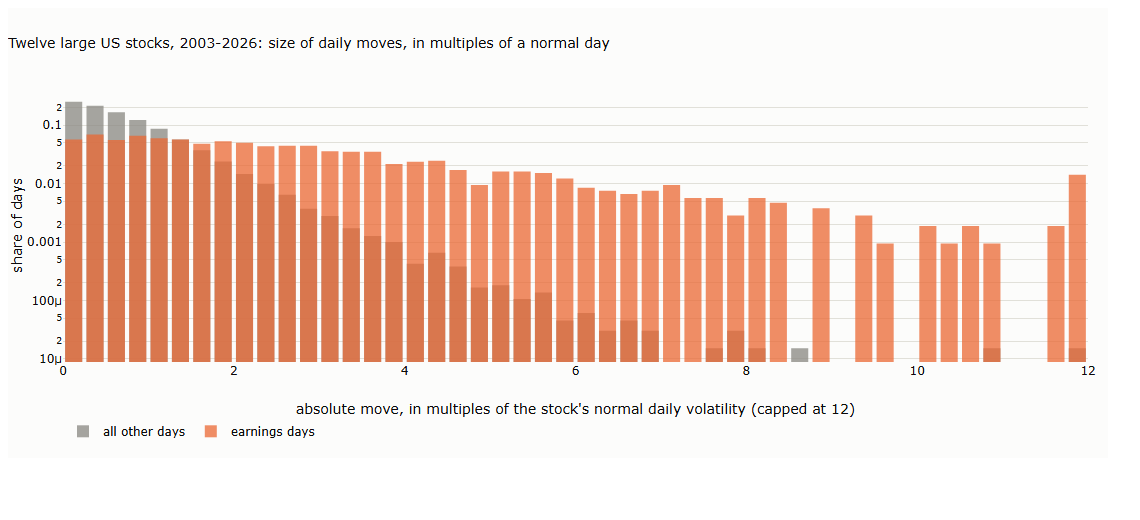 Twelve large US stocks, 2003-2026: size of daily moves, in multiples of a normal day
share of days
2
0.1
5
2
0.01
5
2
0.001
5
2
100μ
5
2
10μ
0 2 4 6 8 10 12
absolute move, in multiples of the stock's normal daily volatility (capped at 12)
all other days earnings days